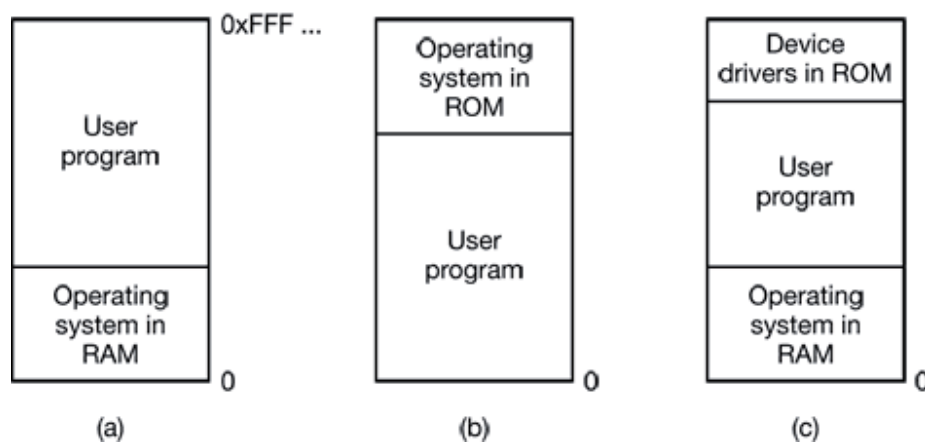 0xFFF ...
User
program
Operating
system in
RAM
0
(a)
Operating
system in
ROM
User
program
0
(b)
Device
drivers in ROM
User
program
Operating
system in
RAM
0
(c)